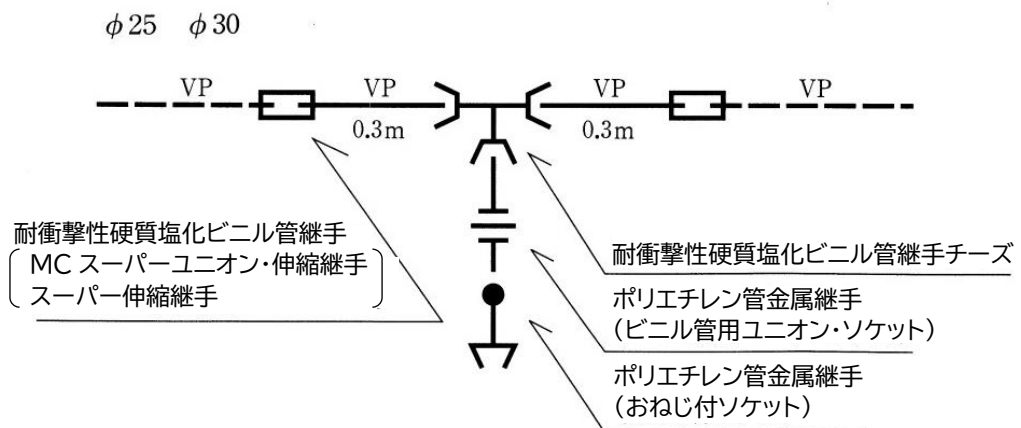 φ25 φ30
VP VP VP VP
0.3m 0.3m
耐衝撃性硬質塩化ビニル管継手
MC スーパーユニオン・伸縮継手
スーパー伸縮継手
耐衝撃性硬質塩化ビニル管継手チーズ
ポリエチレン管金属継手
(ビニル管用ユニオン・ソケット)
ポリエチレン管金属継手
(おねじ付ソケット)